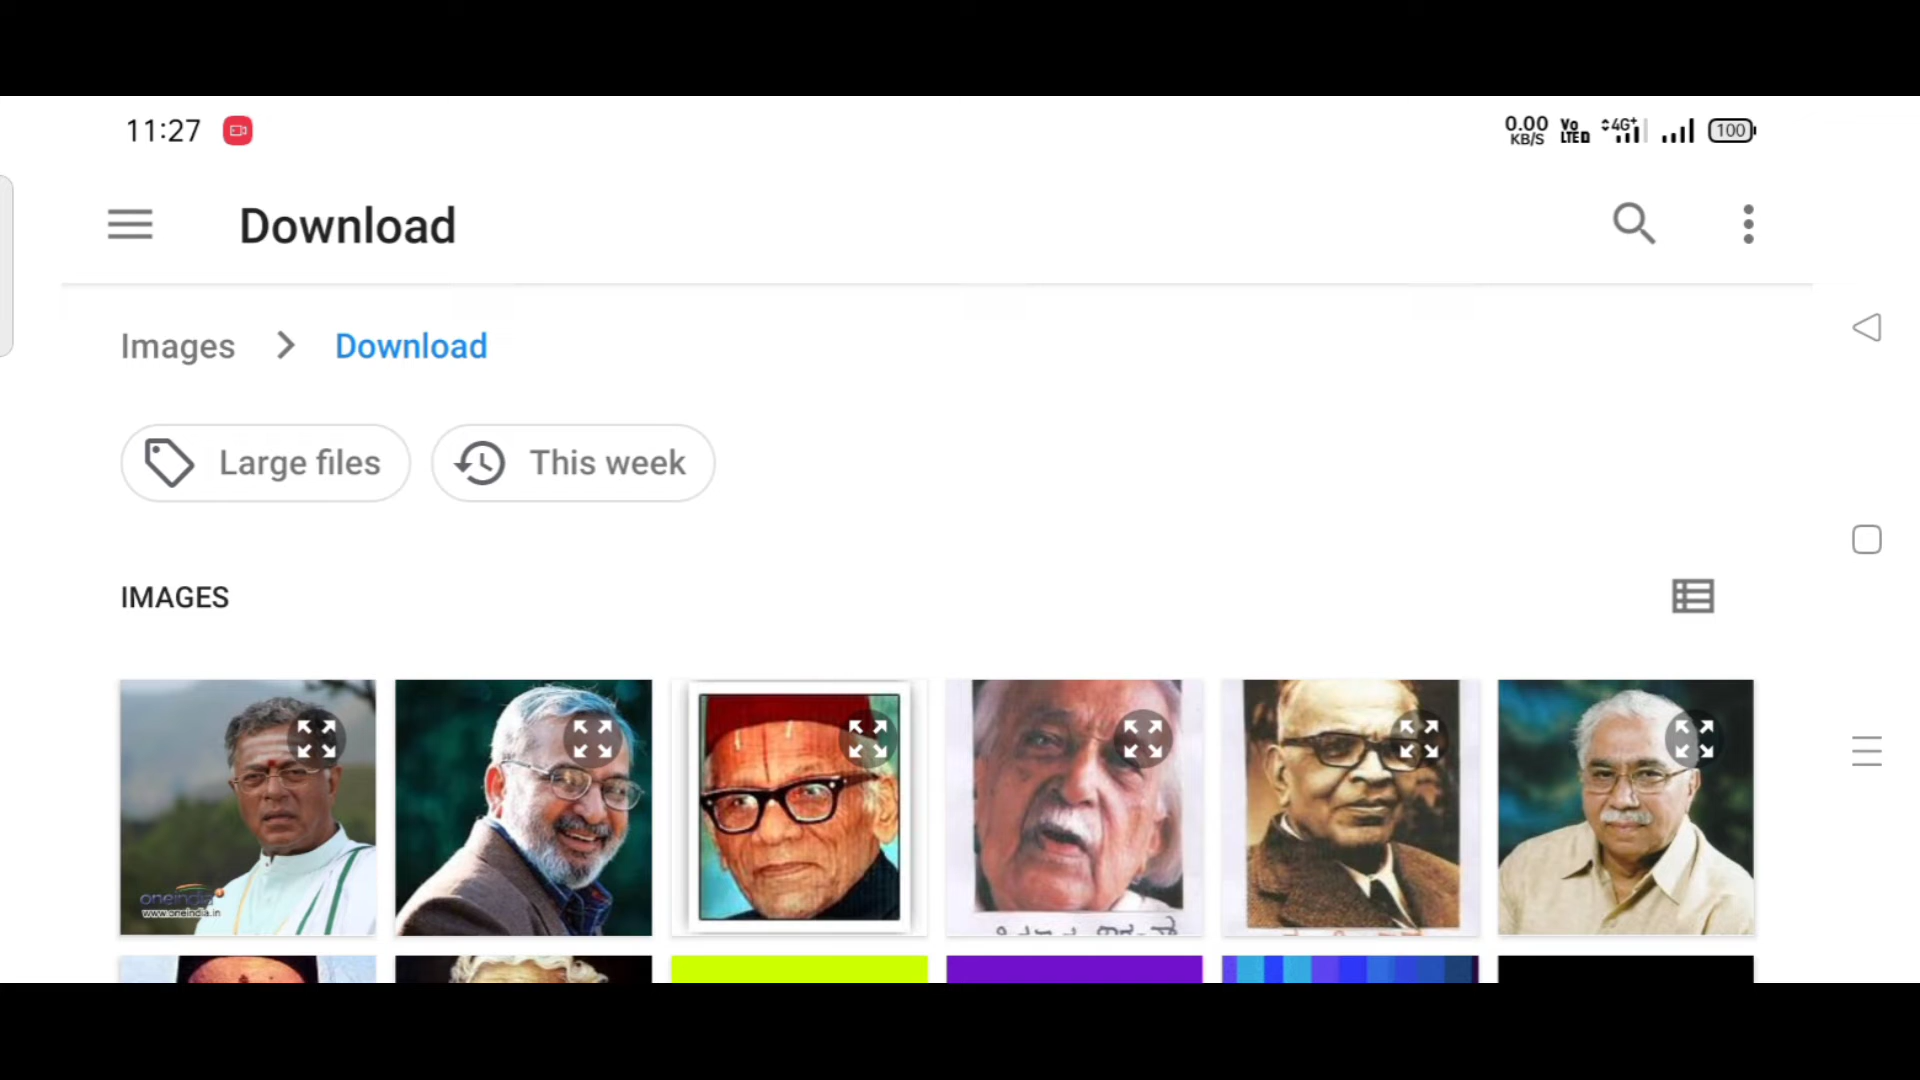 11:27
0.00 KB/S Vo LTED 4G+ 100
Download
Images > Download
Large files
This week
IMAGES
oneindia
www.oneindia.in